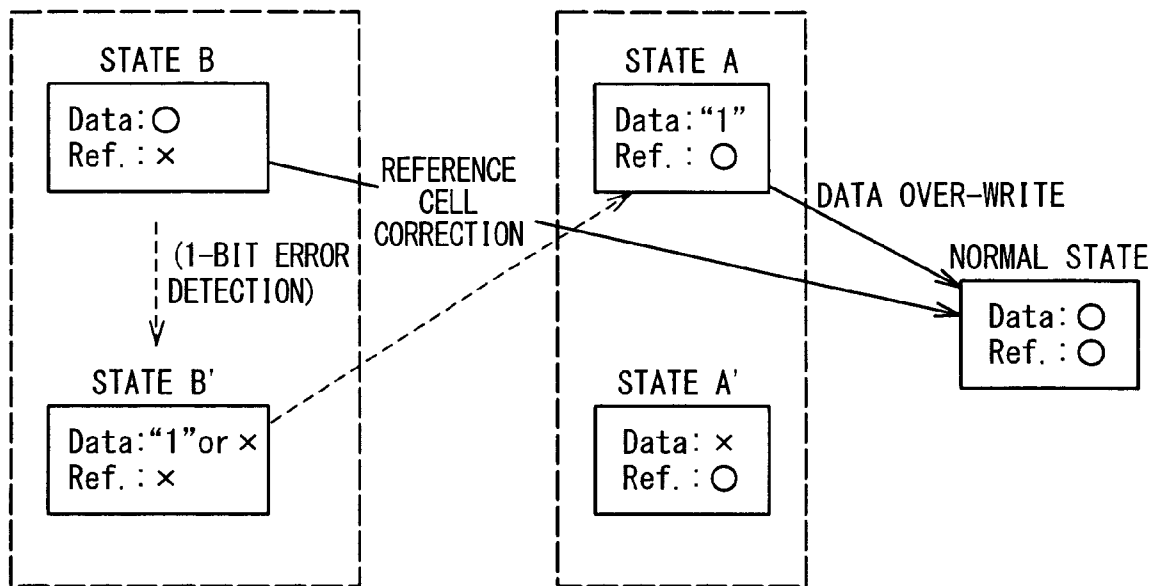 STATE B
Data:○
Ref.:×
(1-BIT ERROR
DETECTION)
STATE B'
Data:“1”or ×
Ref.:×
REFERENCE
CELL
CORRECTION
STATE A
Data:“1”
Ref.:○
STATE A'
Data:×
Ref.:○
DATA OVER-WRITE
NORMAL STATE
Data:○
Ref.:○